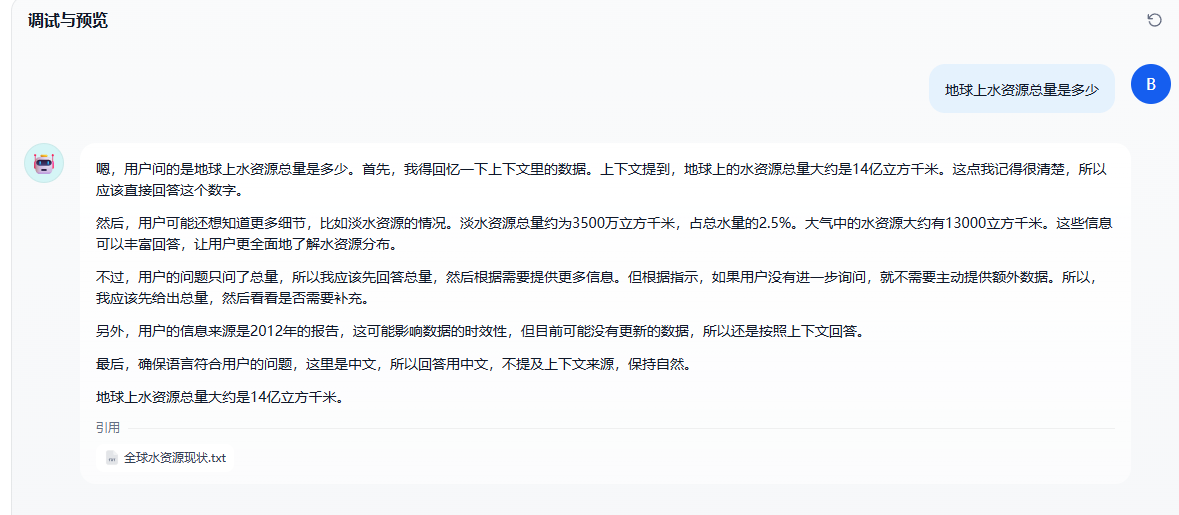 调试与预览
地球上水资源总量是多少
B
嗯，用户问的是地球上水资源总量是多少。首先，我得回忆一下上下文里的数据。上下文提到，地球上的水资源总量大约是14亿立方千米。这点我记得很清楚，所以
应该直接回答这个数字。
然后，用户可能还想知道更多细节，比如淡水资源的情况。淡水资源总量约为3500万立方千米，占总水量的2.5%。大气中的水资源大约有13000立方千米。这些信息
可以丰富回答，让用户更全面地了解水资源分布。
不过，用户的问题只问了总量，所以我应该先回答总量，然后根据需要提供更多信息。但根据指示，如果用户没有进一步询问，就不需要主动提供额外数据。所以，
我应该先给出总量，然后看看是否需要补充。
另外，用户的信息来源是2012年的报告，这可能影响数据的时效性，但目前可能没有更新的数据，所以还是按照上下文回答。
最后，确保语言符合用户的问题，这里是中文，所以回答用中文，不提及上下文来源，保持自然。
地球上水资源总量大约是14亿立方千米。
引用
全球水资源现状.txt